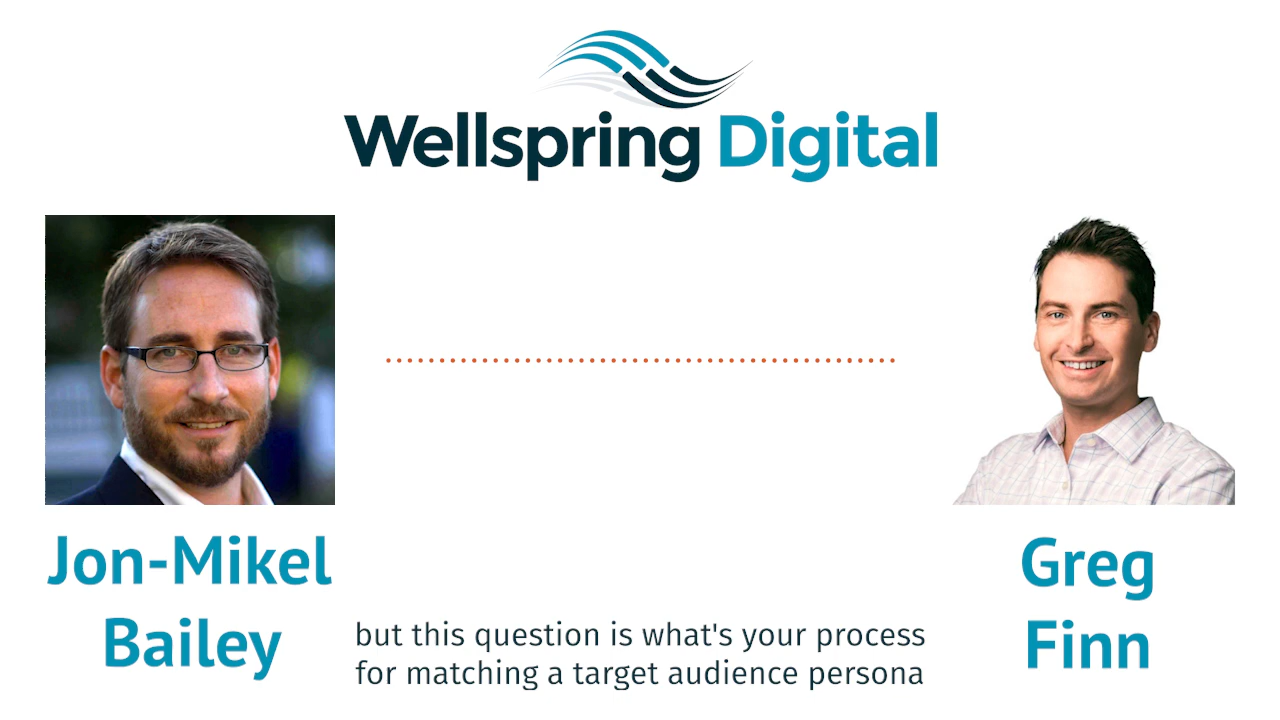 Wellspring Digital
Jon-Mikel
Bailey
Greg
Finn
but this question is what's your process
for matching a target audience persona